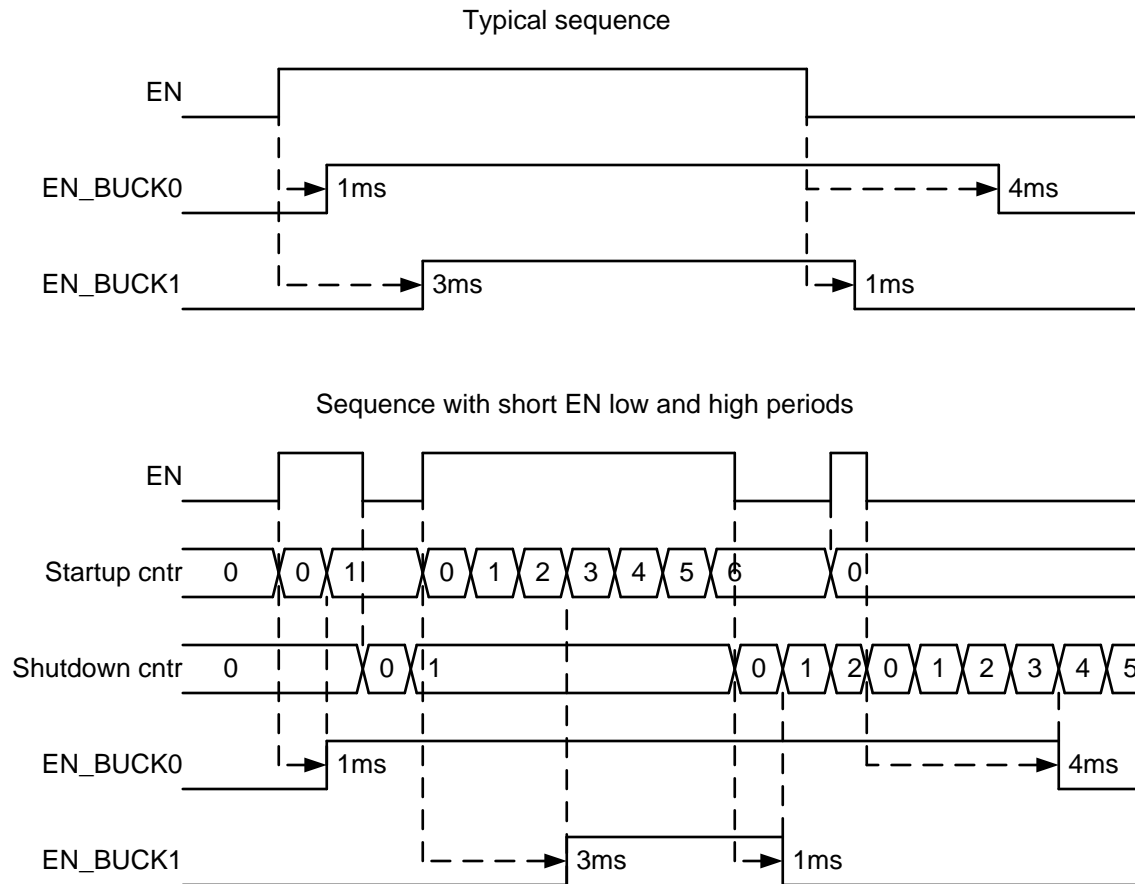 Typical sequence
EN
EN_BUCK0 1ms 4ms
EN_BUCK1 3ms 1ms
Sequence with short EN low and high periods
EN
Startup cntr 0 0 1 0 1 2 3 4 5 6 0
Shutdown cntr 0 0 1 0 1 2 0 1 2 3 4 5
EN_BUCK0 1ms 4ms
EN_BUCK1 3ms 1ms